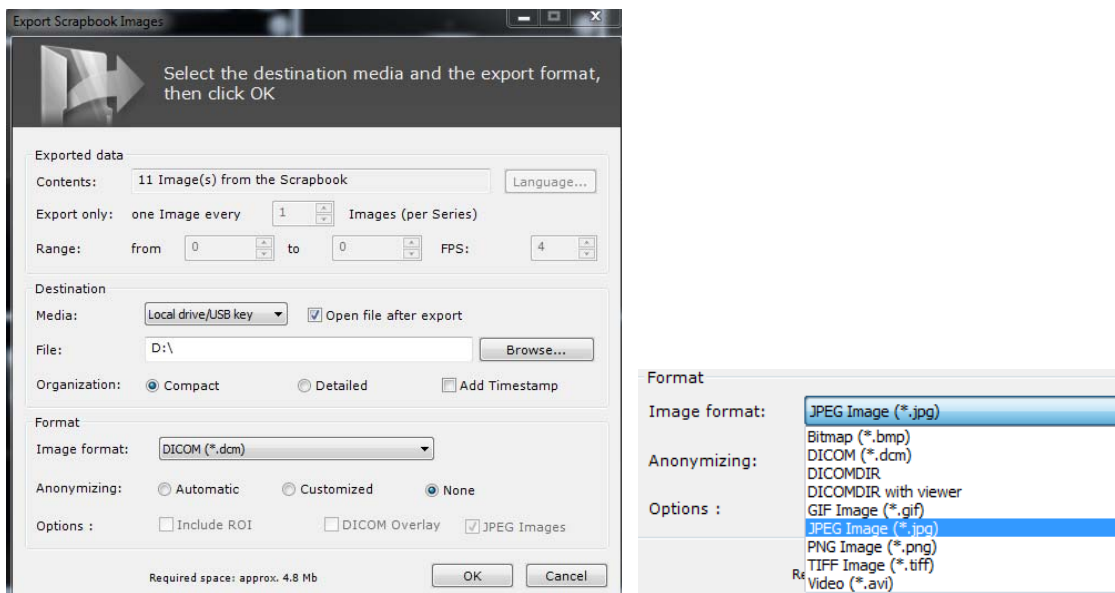 Export Scrapbook Images
Select the destination media and the export format,
then click OK
Exported data
Contents: 11 Image(s) from the Scrapbook Language...
Export only: one Image every 1 Images (per Series)
Range: from 0 to 0 FPS: 4
Destination
Media: Local drive/USB key Open file after export
File: D:\ Browse...
Organization: Compact Detailed Add Timestamp
Format
Image format: DICOM (*.dcm)
Anonymizing: Automatic Customized None
Options : Include ROI DICOM Overlay JPEG Images
Required space: approx. 4.8 Mb OK Cancel
Format
Image format: JPEG Image (*.jpg)
Bitmap (*.bmp)
Anonymizing: DICOM (*.dcm)
DICOMDIR
DICOMDIR with viewer
Options : GIF Image (*.gif)
JPEG Image (*.jpg)
PNG Image (*.png)
TIFF Image (*.tiff)
Re Video (*.avi)